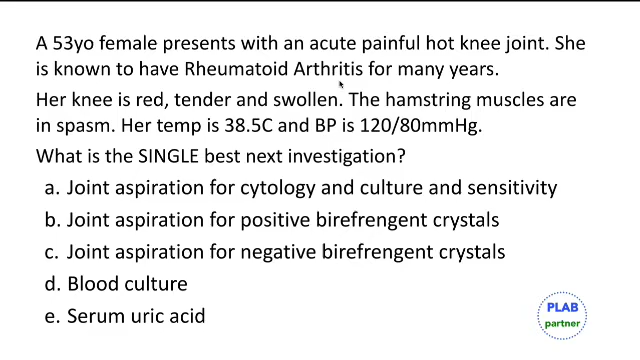 A 53yo female presents with an acute painful hot knee joint. She
is known to have Rheumatoid Arthritis for many years.
Her knee is red, tender and swollen. The hamstring muscles are
in spasm. Her temp is 38.5C and BP is 120/80mmHg.
What is the SINGLE best next investigation?
a. Joint aspiration for cytology and culture and sensitivity
b. Joint aspiration for positive birefrengent crystals
c. Joint aspiration for negative birefrengent crystals
d. Blood culture
e. Serum uric acid
PLAB
partner